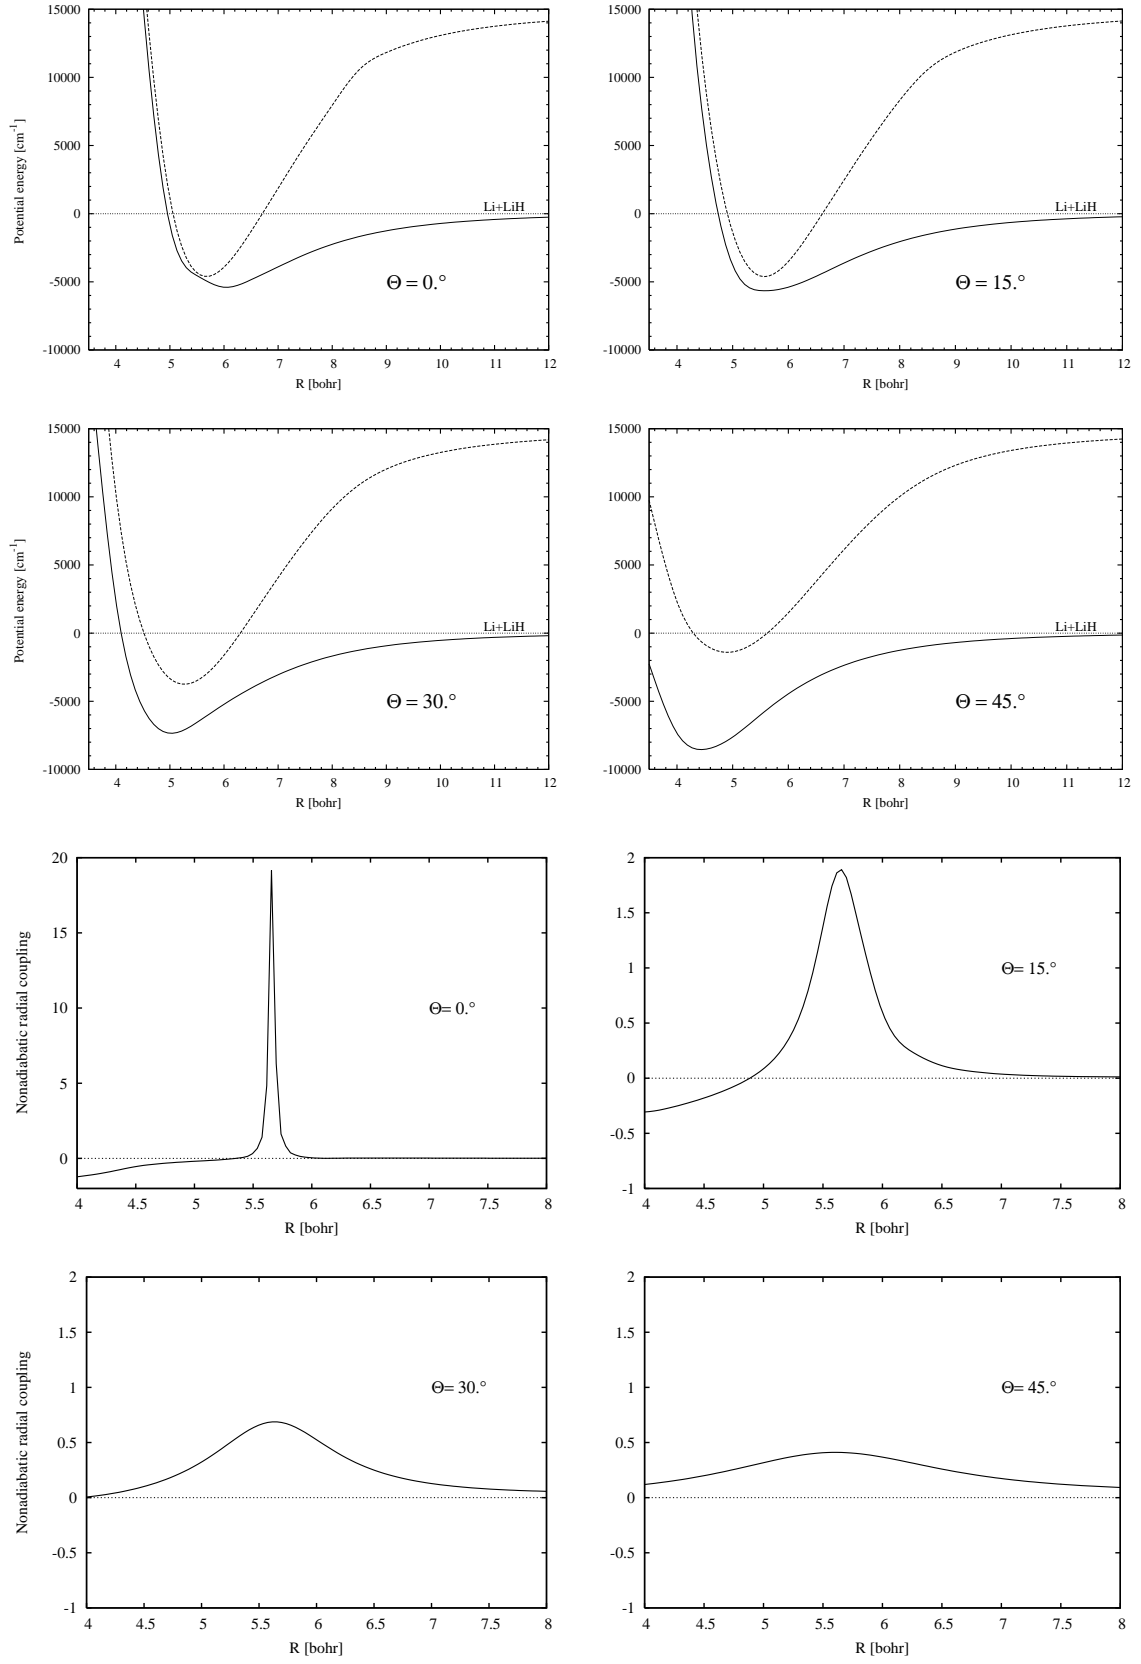 15000
10000
5000
0
-5000
-10000
4 5 6 7 8 9 10 11 12
Potential energy [cm-1]
R [bohr]
Li+LiH
Θ = 0.°
15000
10000
5000
0
-5000
-10000
4 5 6 7 8 9 10 11 12
R [bohr]
Li+LiH
Θ = 15.°
15000
10000
5000
0
-5000
-10000
4 5 6 7 8 9 10 11 12
Potential energy [cm-1]
R [bohr]
Li+LiH
Θ = 30.°
15000
10000
5000
0
-5000
-10000
4 5 6 7 8 9 10 11 12
R [bohr]
Li+LiH
Θ = 45.°
20
15
10
5
0
4 4.5 5 5.5 6 6.5 7 7.5 8
Nonadiabatic radial coupling
R [bohr]
Θ= 0.°
2
1.5
1
0.5
0
-0.5
-1
4 4.5 5 5.5 6 6.5 7 7.5 8
R [bohr]
Θ= 15.°
2
1.5
1
0.5
0
-0.5
-1
4 4.5 5 5.5 6 6.5 7 7.5 8
Nonadiabatic radial coupling
R [bohr]
Θ= 30.°
2
1.5
1
0.5
0
-0.5
-1
4 4.5 5 5.5 6 6.5 7 7.5 8
R [bohr]
Θ= 45.°